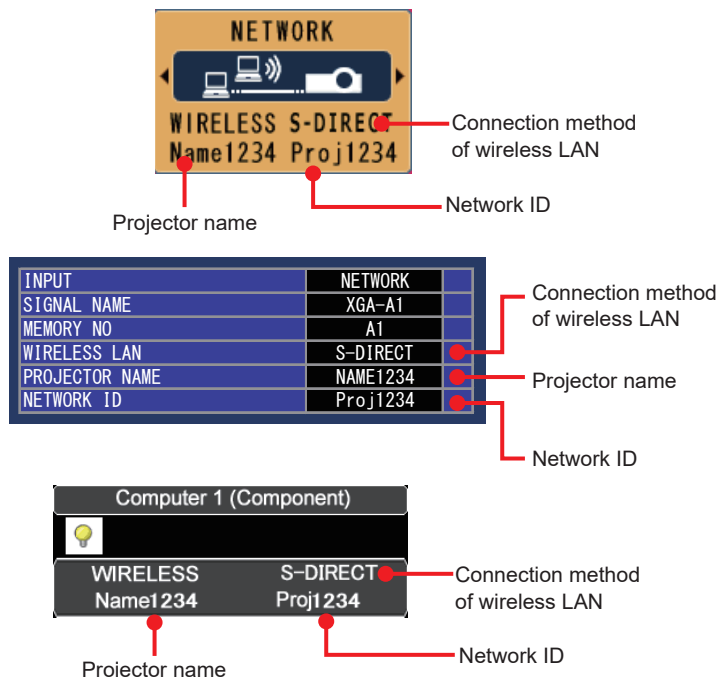 NETWORK
WIRELESS S-DIRECT
Name1234 Proj1234
Connection method
of wireless LAN
Network ID
Projector name
INPUT NETWORK
SIGNAL NAME XGA-A1
MEMORY NO A1
WIRELESS LAN S-DIRECT
PROJECTOR NAME NAME1234
NETWORK ID Proj1234
Connection method
of wireless LAN
Projector name
Network ID
Computer 1 (Component)
WIRELESS S-DIRECT
Name1234 Proj1234
Connection method
of wireless LAN
Network ID
Projector name